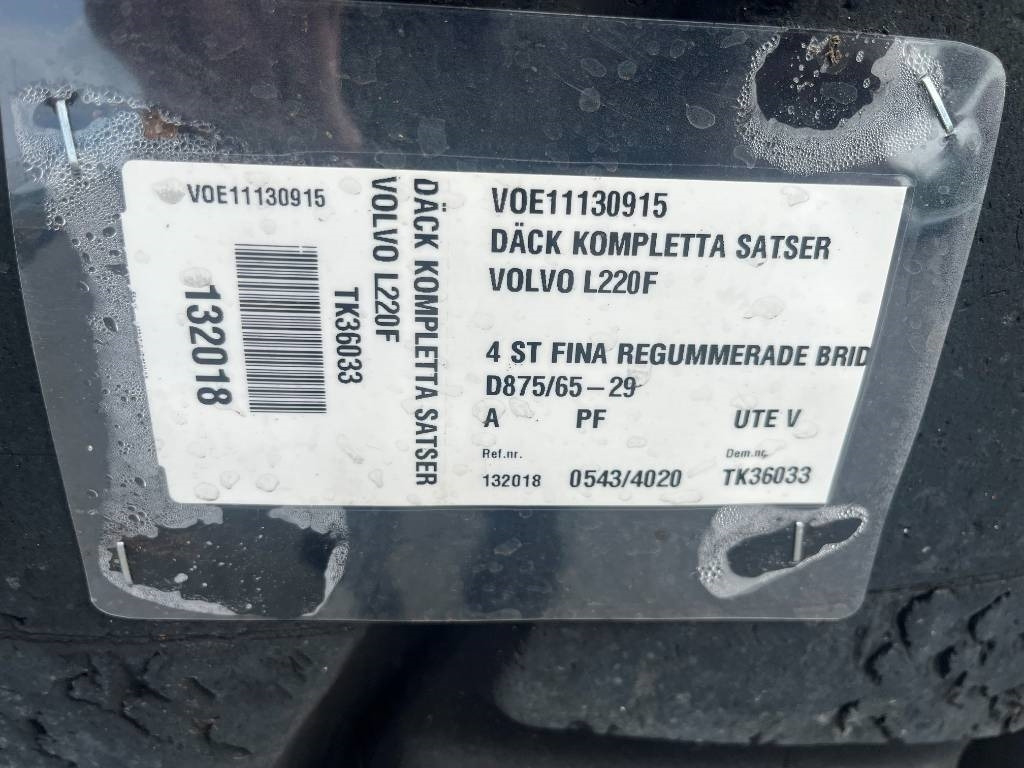 VOE11130915
132018
TK36033
VOLVO L220F
DÄCK KOMPLETTA SATSER
VOE11130915
DÄCK KOMPLETTA SATSER
VOLVO L220F
4 ST FINA REGUMMERADE BRID
D875/65-29
A PF UTE V
Ref.nr. Dem.nr.
132018 0543/4020 TK36033